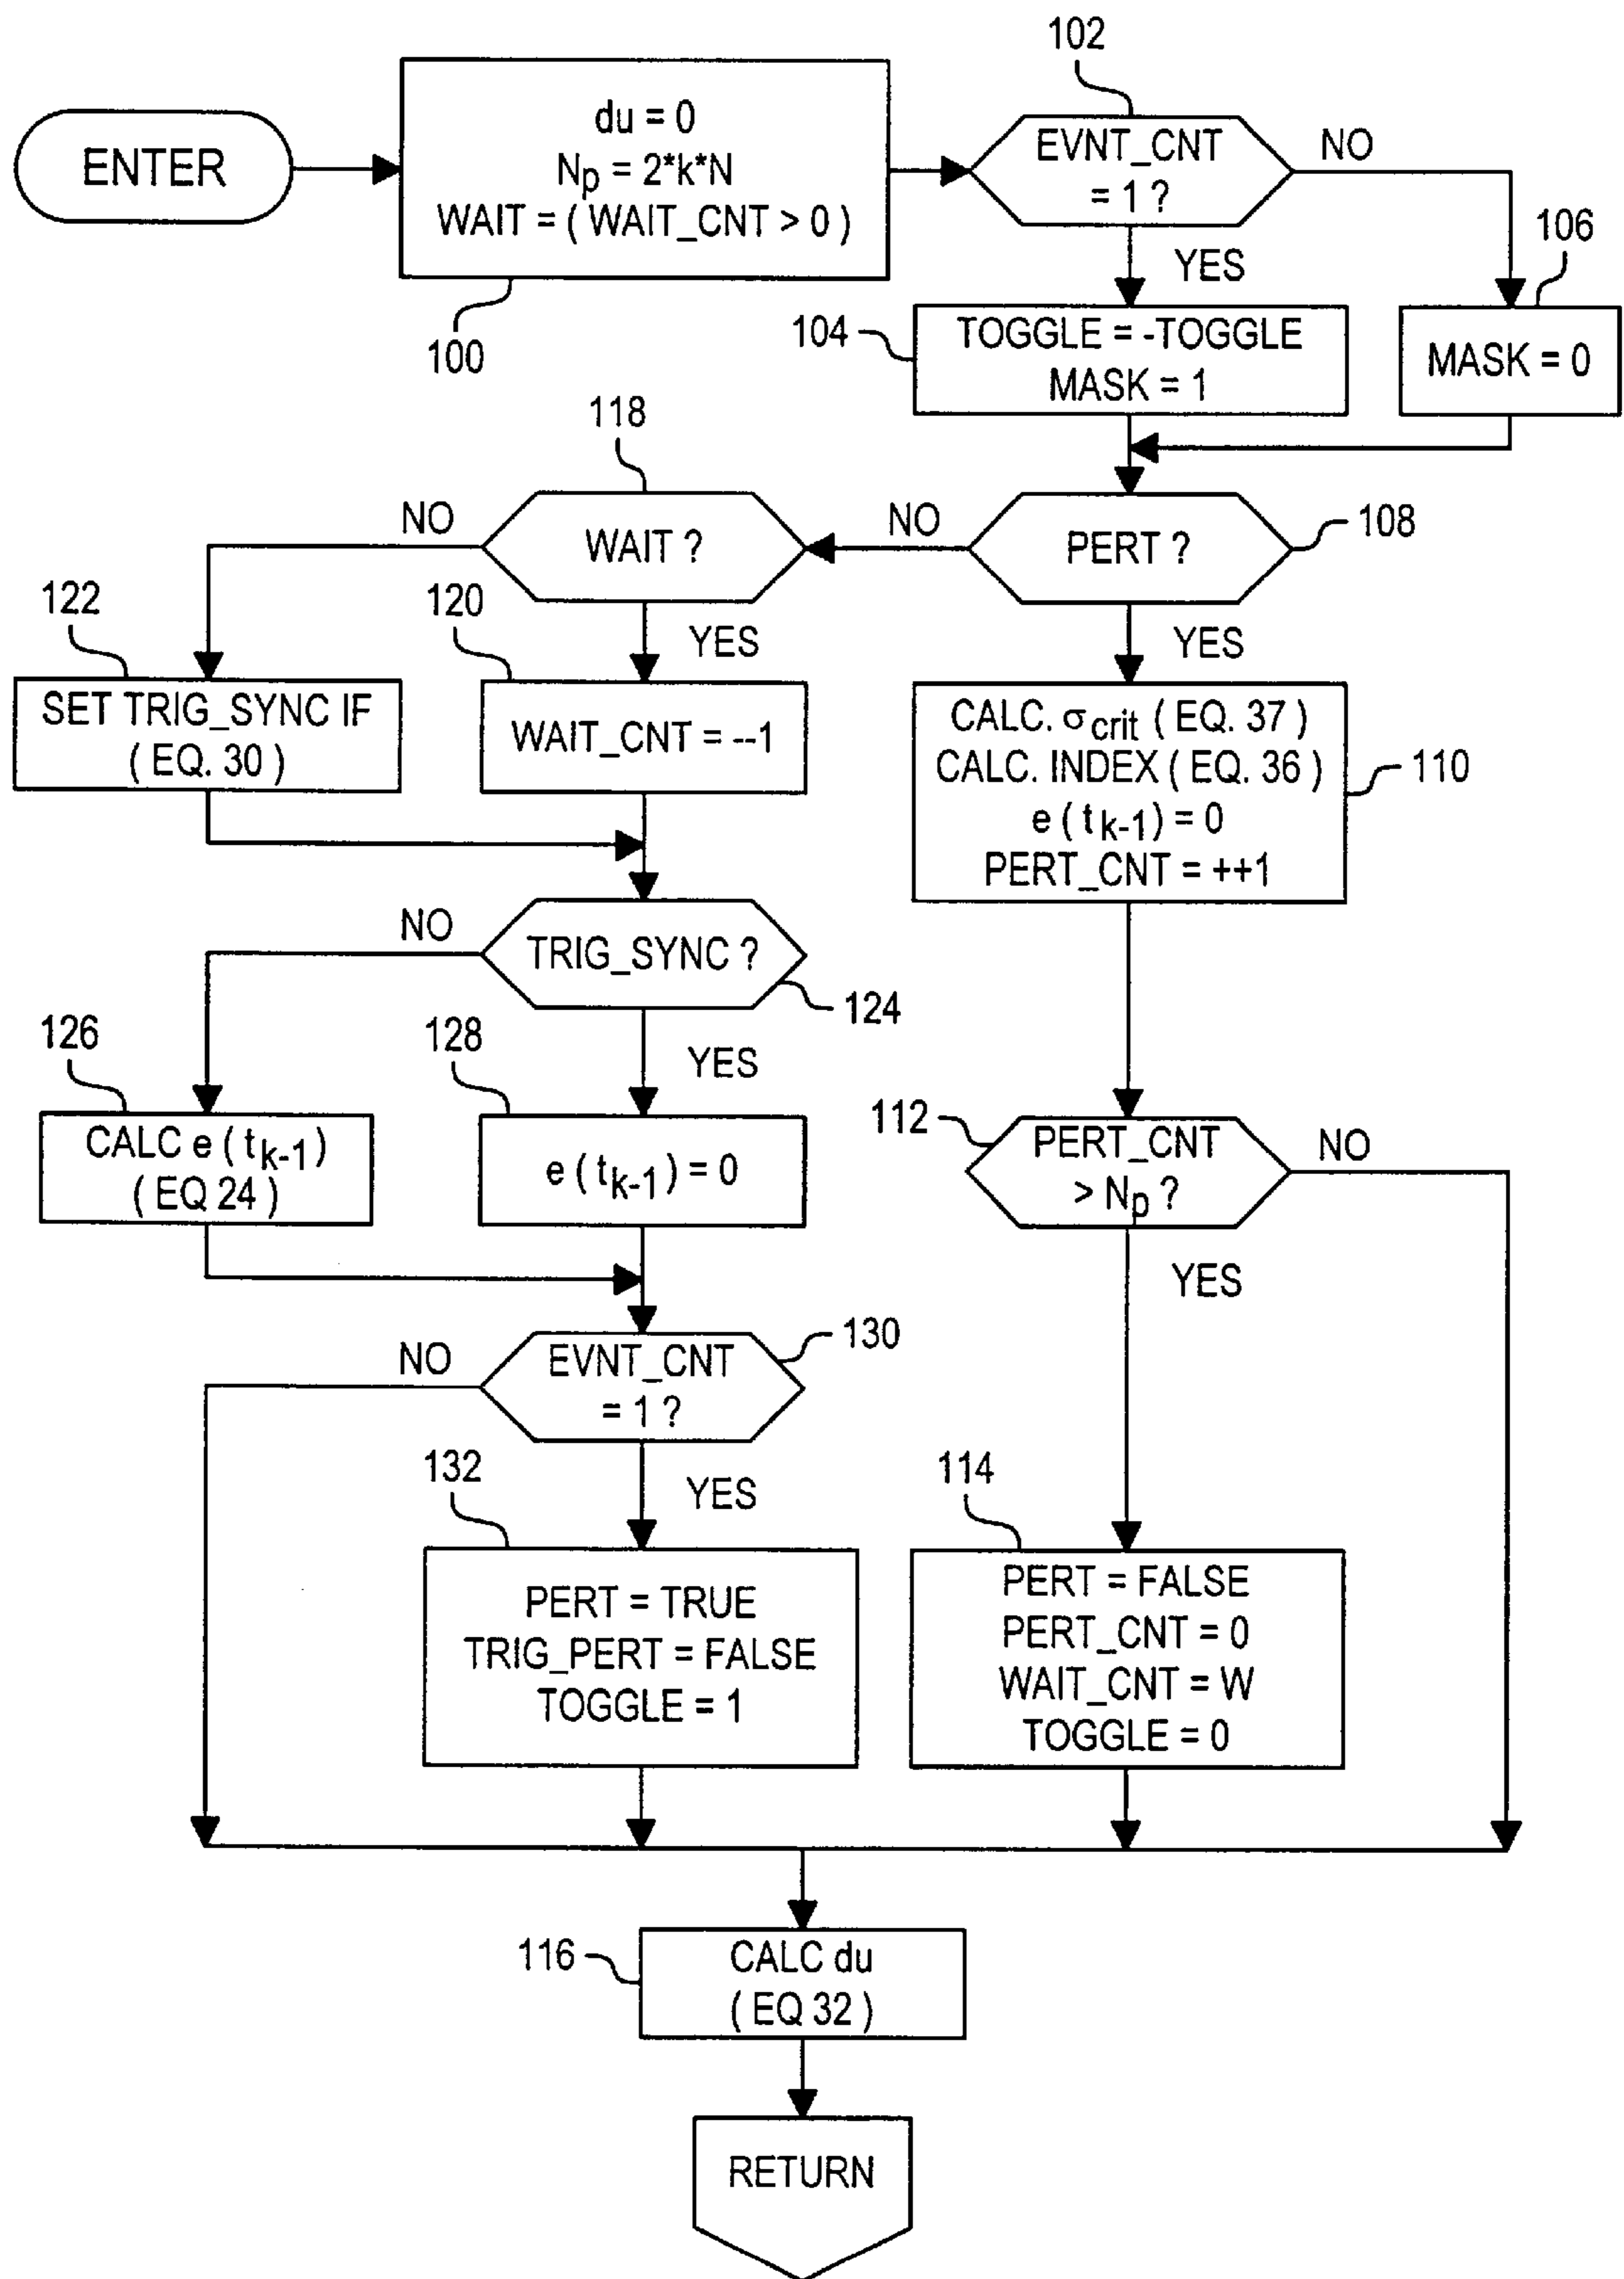 ENTER
du = 0
Np = 2*k*N
WAIT = ( WAIT_CNT > 0 )
100
102
EVNT_CNT
= 1 ?
NO
YES
104
TOGGLE = -TOGGLE
MASK = 1
106
MASK = 0
108
PERT ?
NO
YES
118
WAIT ?
NO
YES
122
SET TRIG_SYNC IF
( EQ. 30 )
120
WAIT_CNT = --1
110
CALC. σcrit ( EQ. 37 )
CALC. INDEX ( EQ. 36 )
e ( tk-1 ) = 0
PERT_CNT = ++1
124
TRIG_SYNC ?
NO
YES
126
CALC e ( tk-1 )
( EQ 24 )
128
e ( tk-1 ) = 0
112
PERT_CNT
> Np ?
NO
YES
130
EVNT_CNT
= 1 ?
NO
YES
132
PERT = TRUE
TRIG_PERT = FALSE
TOGGLE = 1
114
PERT = FALSE
PERT_CNT = 0
WAIT_CNT = W
TOGGLE = 0
116
CALC du
( EQ 32 )
RETURN